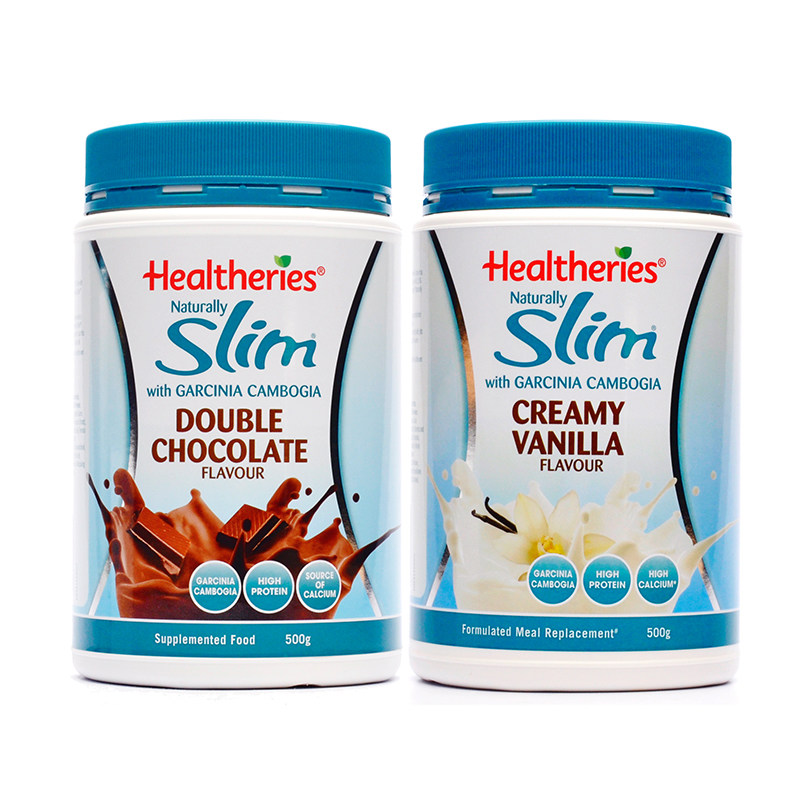 Healtheries®
Naturally
Slim®
with GARCINIA CAMBOGIA
DOUBLE
CHOCOLATE
FLAVOUR
GARCINIA
CAMBOGIA
HIGH
PROTEIN
SOURCE
OF
CALCIUM
Supplemented Food 500g
Healtheries®
Naturally
Slim®
with GARCINIA CAMBOGIA
CREAMY
VANILLA
FLAVOUR
GARCINIA
CAMBOGIA
HIGH
PROTEIN
HIGH
CALCIUM#
Formulated Meal Replacement# 500g